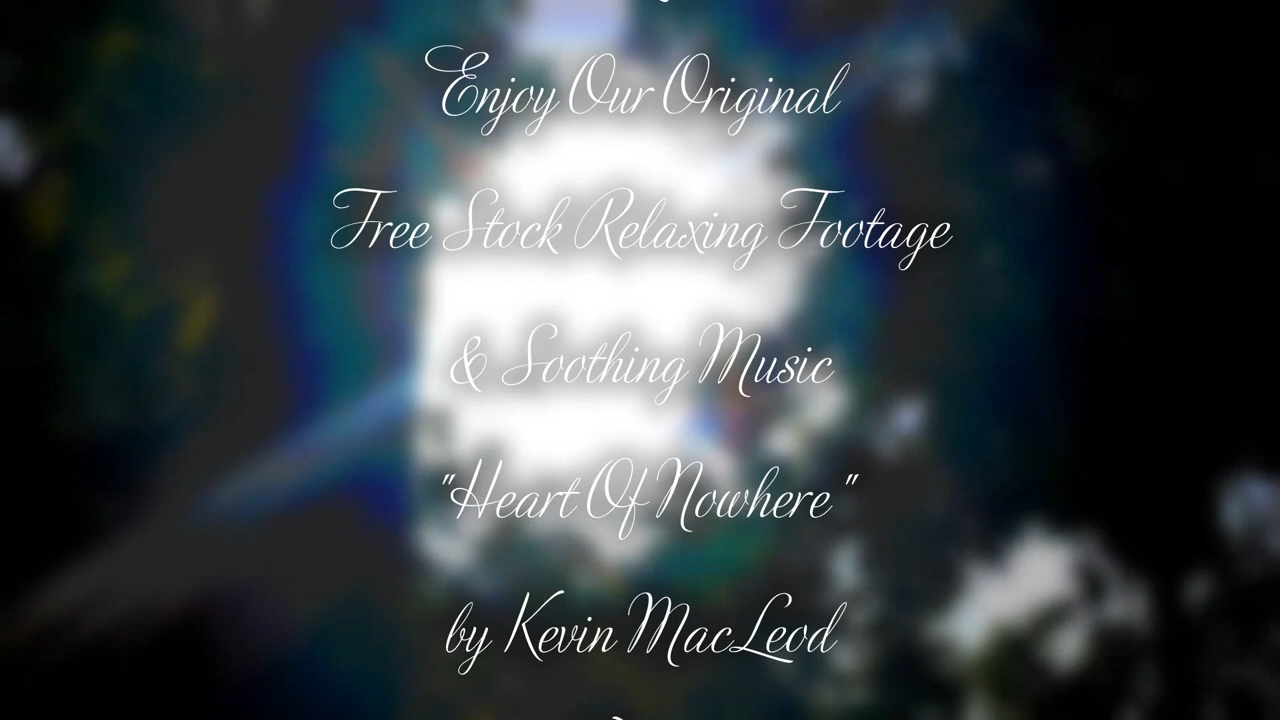 Enjoy Our Original
Free Stock Relaxing Footage
& Soothing Music
"Heart Of Nowhere "
by Kevin MacLeod